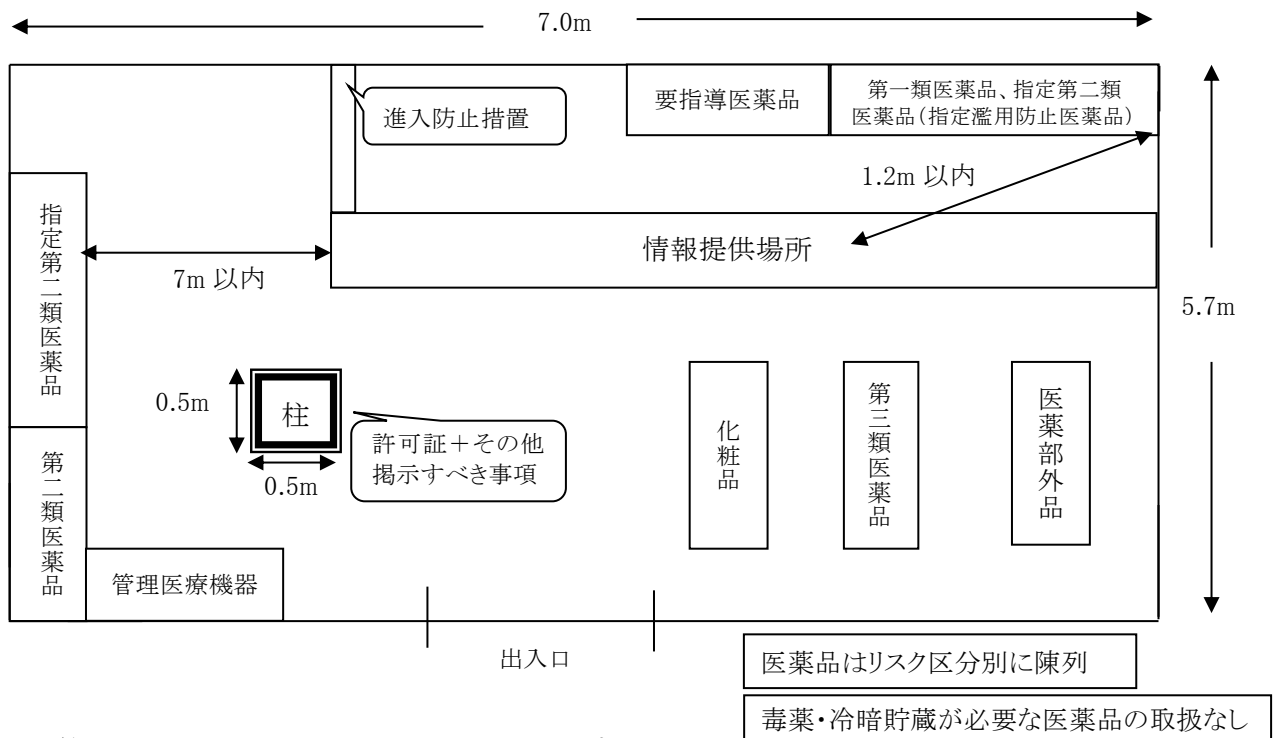 7.0m
進入防止措置
要指導医薬品
第一類医薬品、指定第二類
医薬品(指定濫用防止医薬品)
1.2m 以内
指定第二類医薬品
7m 以内
情報提供場所
5.7m
0.5m
柱
0.5m
許可証+その他
掲示すべき事項
化粧品
第三類医薬品
医薬部外品
第二類医薬品
管理医療機器
出入口
医薬品はリスク区分別に陳列
毒薬・冷暗貯蔵が必要な医薬品の取扱なし